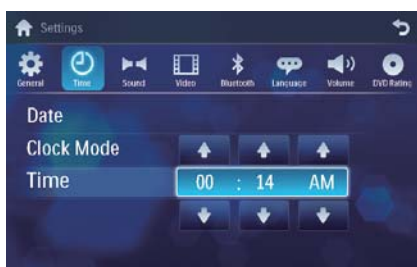 Settings
General Time Sound Video Bluetooth Language Volume DVD Rating
Date
Clock Mode
Time 00 : 14 AM